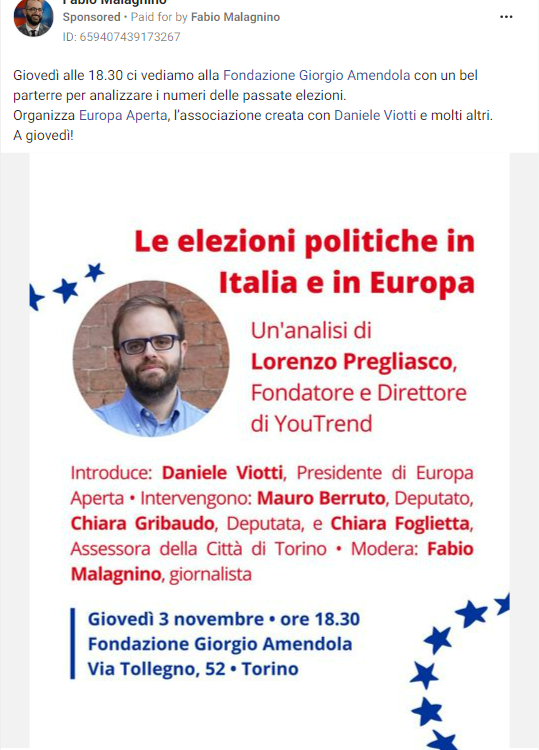 Fabio Malagnino
Sponsored • Paid for by Fabio Malagnino
ID: 659407439173267
Giovedì alle 18.30 ci vediamo alla Fondazione Giorgio Amendola con un bel
parterre per analizzare i numeri delle passate elezioni.
Organizza Europa Aperta, l'associazione creata con Daniele Viotti e molti altri.
A giovedì!
Le elezioni politiche in
Italia e in Europa
Un'analisi di
Lorenzo Pregliasco,
Fondatore e Direttore
di YouTrend
Introduce: Daniele Viotti, Presidente di Europa
Aperta • Intervengono: Mauro Berruto, Deputato,
Chiara Gribaudo, Deputata, e Chiara Foglietta,
Assessora della Città di Torino • Modera: Fabio
Malagnino, giornalista
Giovedì 3 novembre • ore 18.30
Fondazione Giorgio Amendola
Via Tollegno, 52 • Torino